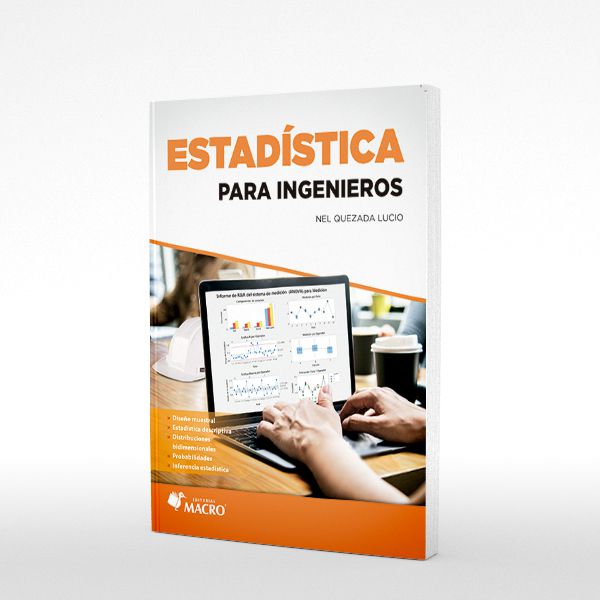 ESTADÍSTICA
PARA INGENIEROS
NEL QUEZADA LUCIO
Informe de R&R del sistema de medición (ANOVA) para Medición
» Diseño muestral
» Estadística descriptiva
» Distribuciones
bidimensionales
» Probabilidades
» Inferencia estadística
EDITORIAL
MACRO®